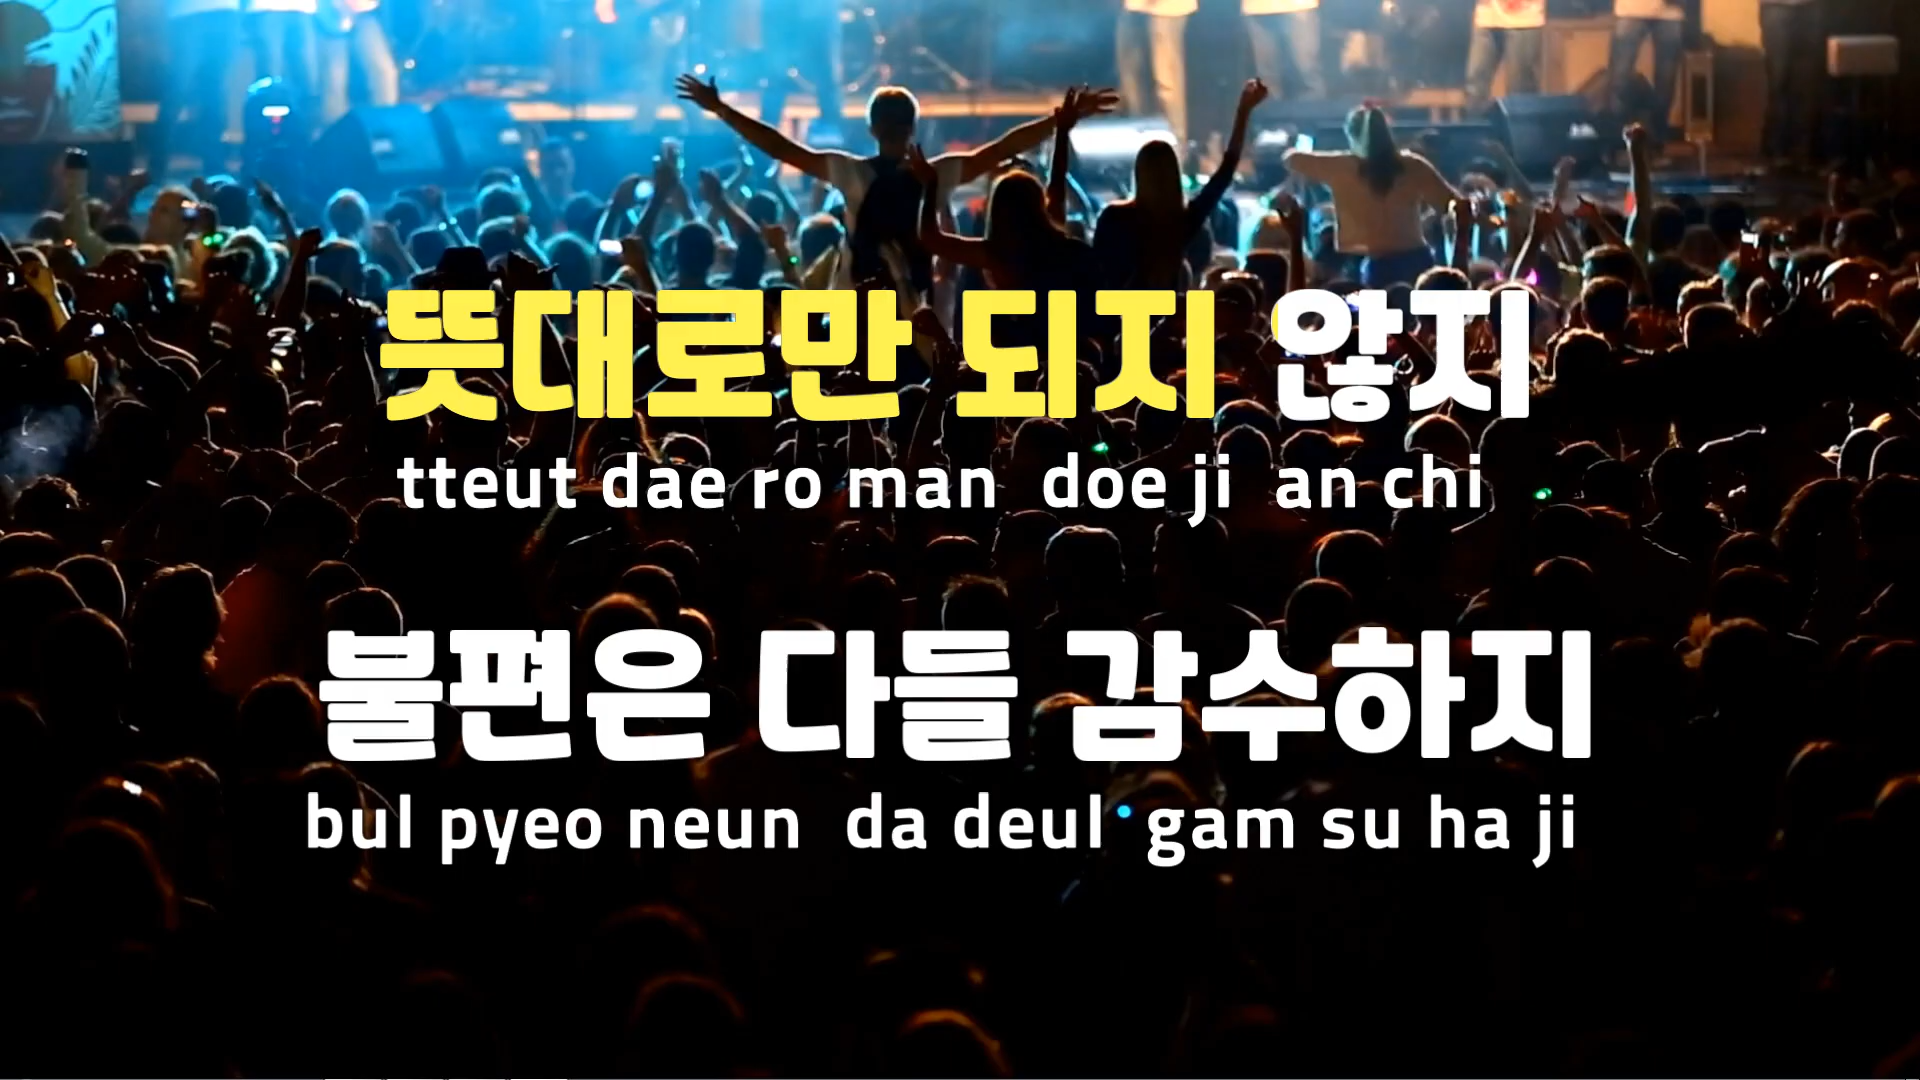 뜻대로만 되지 않지
tteut dae ro man doe ji an chi
불편은 다들 감수하지
bul pyeo neun da deul gam su ha ji